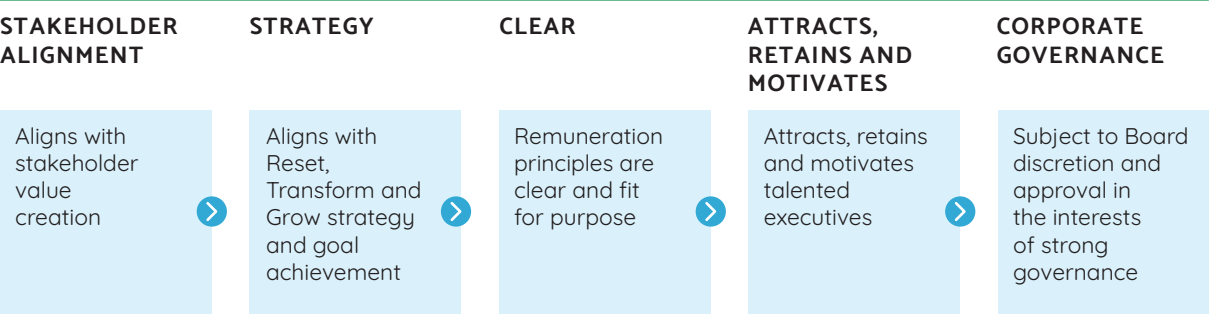 STAKEHOLDER
ALIGNMENT
Aligns with
stakeholder
value
creation
STRATEGY
Aligns with
Reset,
Transform and
Grow strategy
and goal
achievement
CLEAR
Remuneration
principles are
clear and fit
for purpose
ATTRACTS,
RETAINS AND
MOTIVATES
Attracts, retains
and motivates
talented
executives
CORPORATE
GOVERNANCE
Subject to Board
discretion and
approval in
the interests
of strong
governance